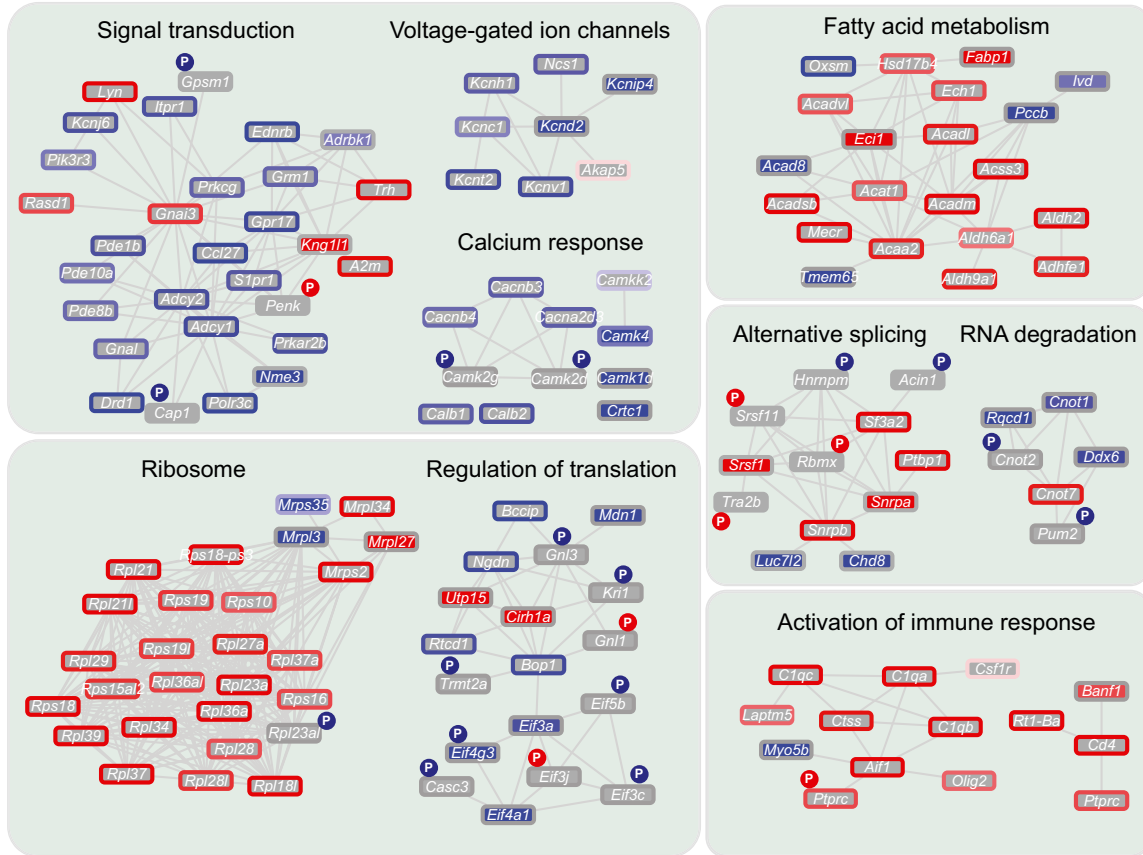 Signal transduction
P
Gpsm1
Lyn
Itpr1
Kcnj6
Ednrb
Adrbk1
Pik3r3
Prkcg
Grm1
Trh
Rasd1
Gnai3
Gpr17
Pde1b
Kng1l1
Ccl27
A2m
Pde10a
S1pr1
P
Penk
Adcy2
Pde8b
Adcy1
Prkar2b
Gnal
Nme3
P
Drd1
Cap1
Polr3c
Voltage-gated ion channels
Ncs1
Kcnh1
Kcnip4
Kcnc1
Kcnd2
Akap5
Kcnt2
Kcnv1
Calcium response
Cacnb3
Camkk2
Cacnb4
Cacna2d3
Camk4
P
P
Camk2g
Camk2d
Camk1d
Calb1
Calb2
Crtc1
Fatty acid metabolism
Oxsm
Hsd17b4
Fabp1
Ivd
Acadvl
Ech1
Pccb
Eci1
Acadl
Acad8
Acss3
Acat1
Acadsb
Acadm
Aldh2
Mecr
Acaa2
Aldh6a1
Adhfe1
Tmem65
Aldh9a1
Alternative splicing
P
P
Hnrnpm
Acin1
P
Srsf11
Sf3a2
P
Srsf1
Rbmx
Ptbp1
Tra2b
Snrpa
P
Snrpb
Luc7l2
Chd8
RNA degradation
Cnot1
Rqcd1
P
Cnot2
Ddx6
Cnot7
P
Pum2
Ribosome
Mrps35
Mrpl34
Mrpl3
Mrpl27
Rps18-ps3
Mrps2
Rpl21
Rpl21l
Rps19
Rps10
Rps19l
Rpl27a
Rpl29
Rpl37a
Rps15al2
Rpl36al
Rpl23a
Rps18
Rps16
Rpl36a
P
Rpl39
Rpl34
Rpl23al
Rpl28
Rpl37
Rpl28l
Rpl18l
Regulation of translation
Bccip
Mdn1
P
Ngdn
Gnl3
P
Utp15
Kri1
Cirh1a
P
Rtcd1
Gnl1
P
Bop1
Trmt2a
P
Eif5b
Eif3a
P
Eif4g3
P
P
P
Casc3
Eif3j
Eif3c
Eif4a1
Activation of immune response
C1qc
C1qa
Csf1r
Banf1
Laptm5
Ctss
C1qb
Rt1-Ba
Myo5b
Cd4
Aif1
P
Olig2
Ptprc
Ptprc